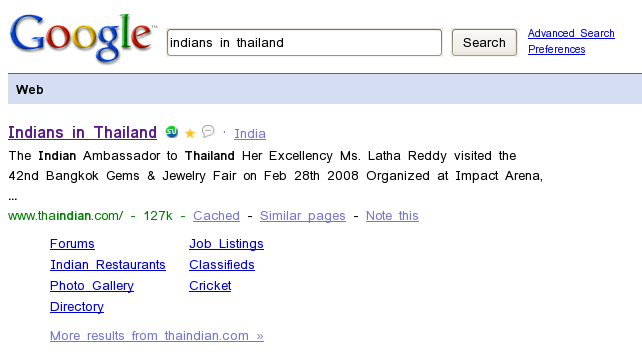 Google™
indians in thailand
Search
Advanced Search
Preferences
Web
Indians in Thailand · India
The Indian Ambassador to Thailand Her Excellency Ms. Latha Reddy visited the
42nd Bangkok Gems & Jewelry Fair on Feb 28th 2008 Organized at Impact Arena,
...
www.thaindian.com/ - 127k - Cached - Similar pages - Note this
Forums Job Listings
Indian Restaurants Classifieds
Photo Gallery Cricket
Directory
More results from thaindian.com »